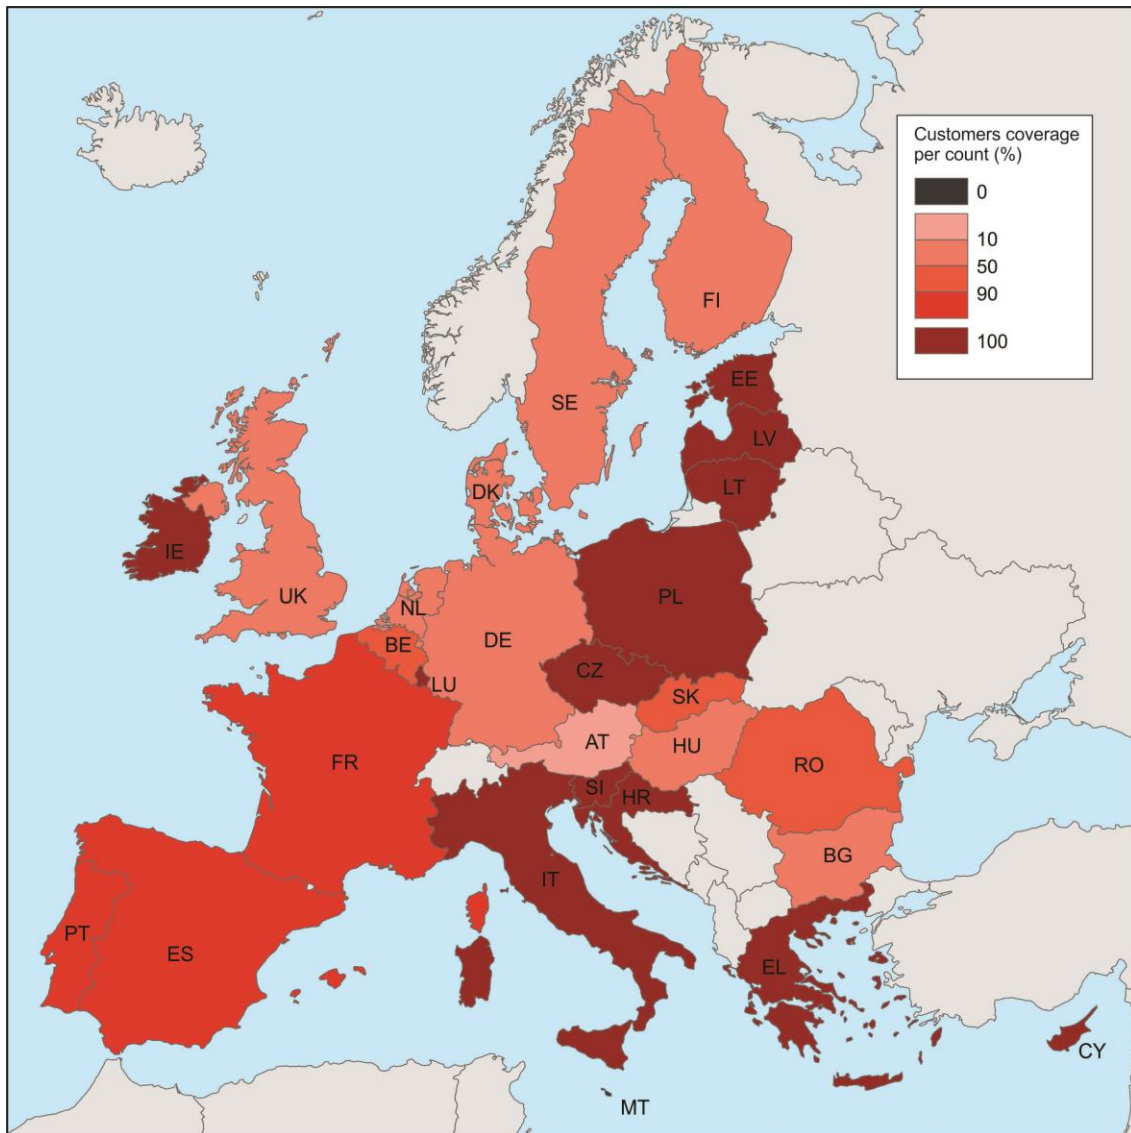 Customers coverage
per count (%)
0
10
50
90
100
FI
SE
EE
LV
LT
DK
IE
UK
NL
BE
DE
PL
LU
CZ
SK
AT
HU
FR
RO
SI
HR
BG
IT
PT
ES
EL
CY
MT